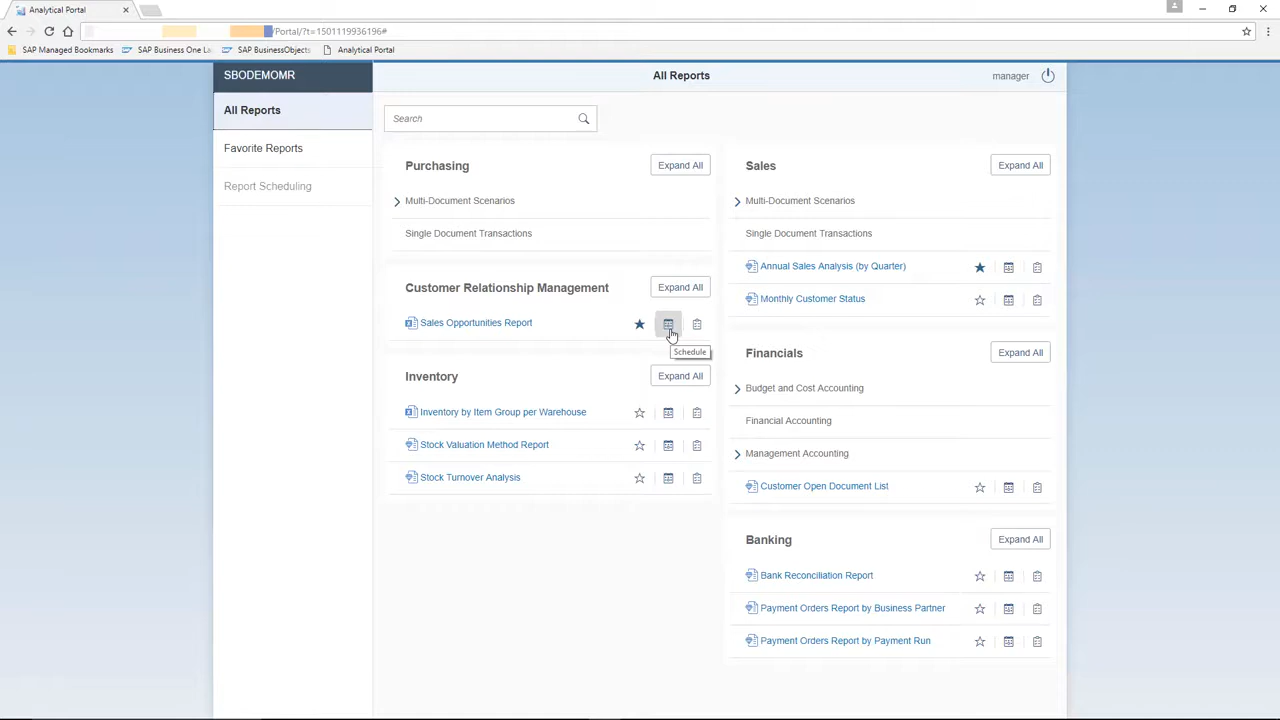 Analytical Portal
/Portal/?t=1501119936196#
SAP Managed Bookmarks
SAP Business One La
SAP BusinessObjects
Analytical Portal
SBODEMOMR
All Reports
manager
All Reports
Favorite Reports
Report Scheduling
Search
Purchasing
Expand All
Multi-Document Scenarios
Single Document Transactions
Customer Relationship Management
Expand All
Sales Opportunities Report
Schedule
Inventory
Expand All
Inventory by Item Group per Warehouse
Stock Valuation Method Report
Stock Turnover Analysis
Sales
Expand All
Multi-Document Scenarios
Single Document Transactions
Annual Sales Analysis (by Quarter)
Monthly Customer Status
Financials
Expand All
Budget and Cost Accounting
Financial Accounting
Management Accounting
Customer Open Document List
Banking
Expand All
Bank Reconciliation Report
Payment Orders Report by Business Partner
Payment Orders Report by Payment Run